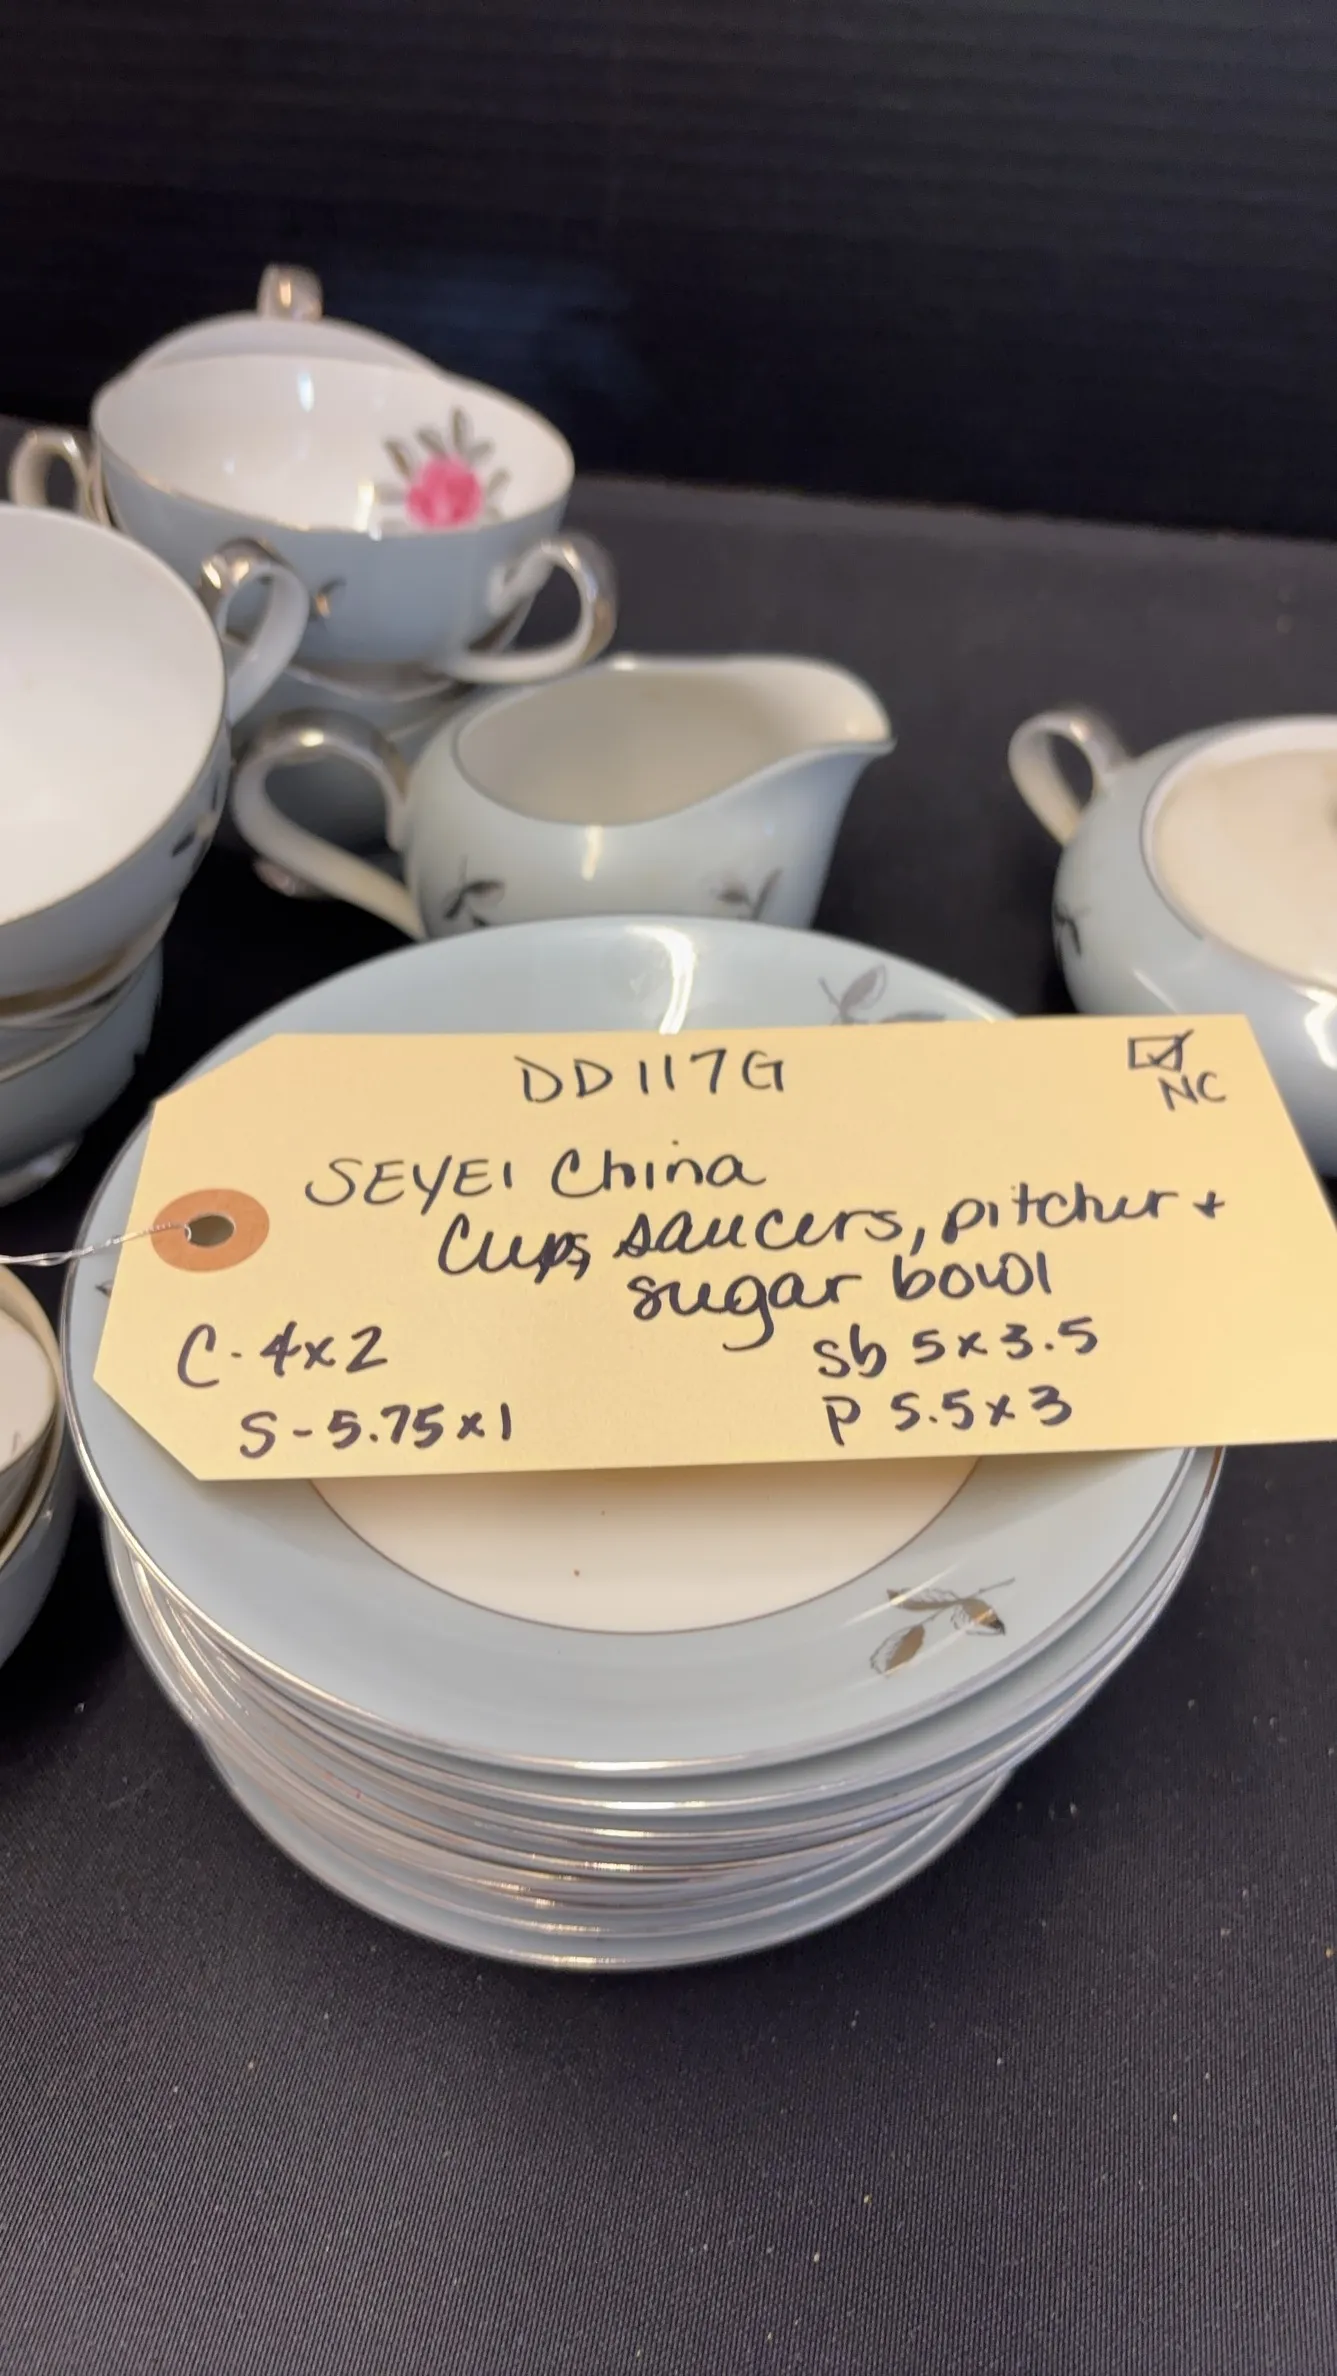 DD117G
☑
NC
SEYEI China
Cups, saucers, pitcher +
sugar bowl
C - 4x2
sb 5x3.5
S - 5.75x1
P 5.5x3